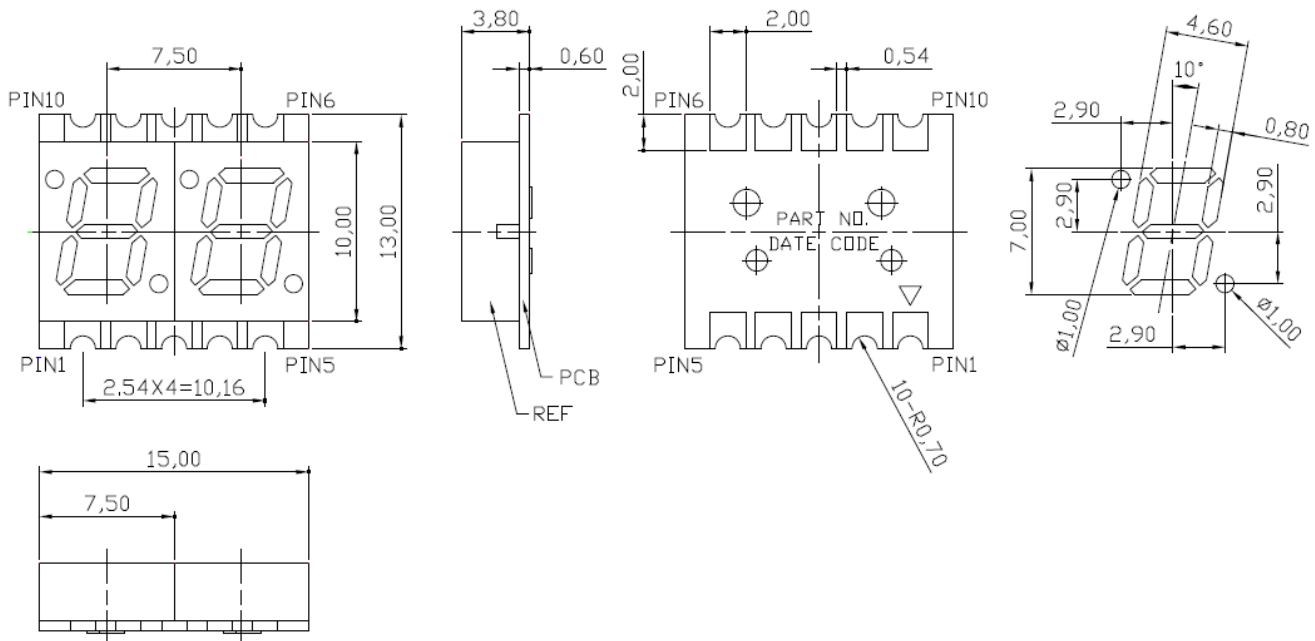 7,50
PIN10
PIN6
10,00
13,00
PIN1
PIN5
2.54X4=10,16
3,80
0,60
PCB
REF
2,00
2,00
0,54
PIN6
PIN10
PART NO.
DATE CODE
PIN5
PIN1
10-R0,70
4,60
10°
2,90
0,80
7,00
2,90
2,90
ø1,00
2,90
ø1,00
15,00
7,50